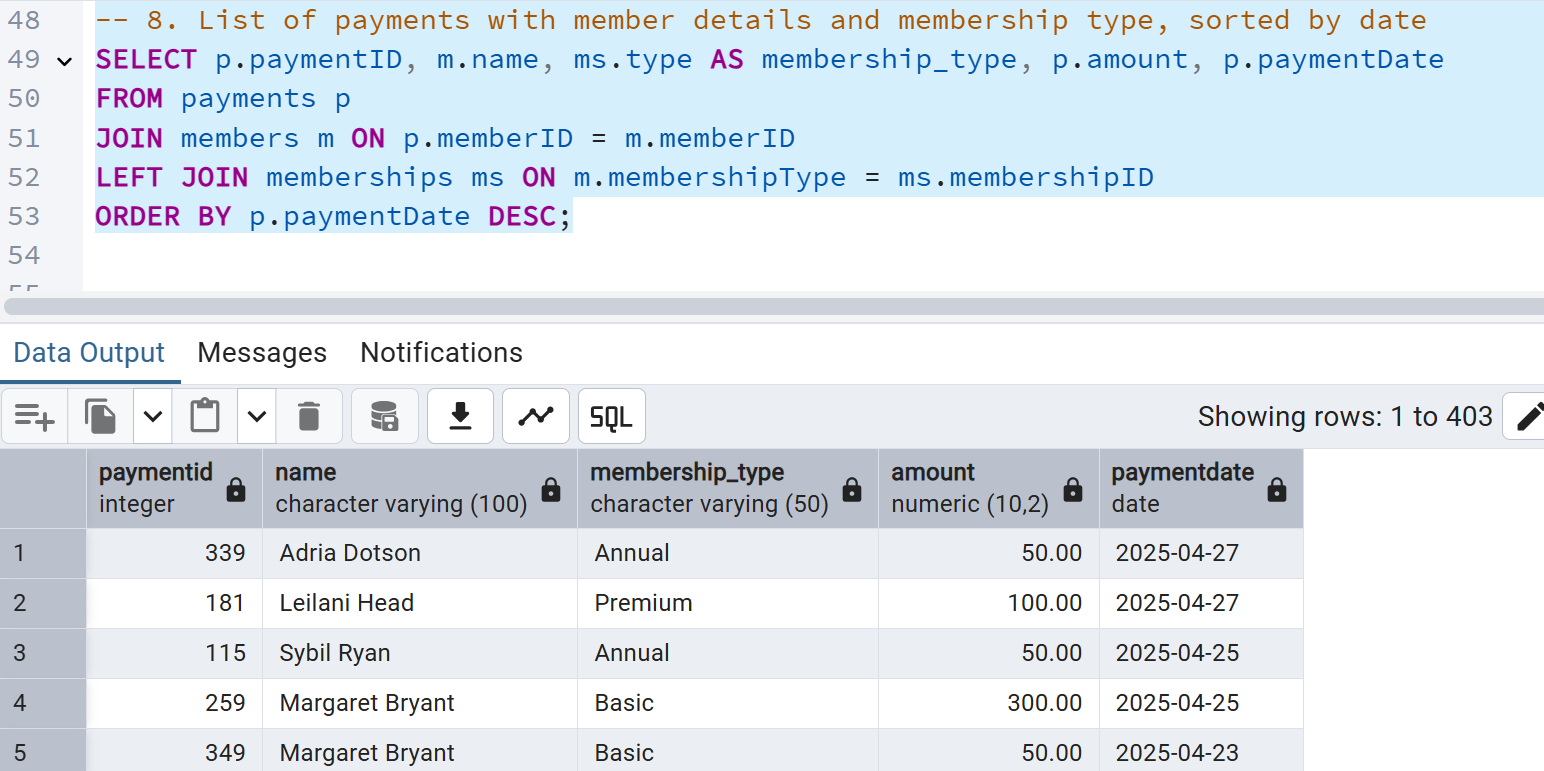 48 -- 8. List of payments with member details and membership type, sorted by date
49 SELECT p.paymentID, m.name, ms.type AS membership_type, p.amount, p.paymentDate
50 FROM payments p
51 JOIN members m ON p.memberID = m.memberID
52 LEFT JOIN memberships ms ON m.membershipType = ms.membershipID
53 ORDER BY p.paymentDate DESC;
54
Data Output Messages Notifications
SQL Showing rows: 1 to 403
paymentid name membership_type amount paymentdate
integer character varying (100) character varying (50) numeric (10,2) date
1 339 Adria Dotson Annual 50.00 2025-04-27
2 181 Leilani Head Premium 100.00 2025-04-27
3 115 Sybil Ryan Annual 50.00 2025-04-25
4 259 Margaret Bryant Basic 300.00 2025-04-25
5 349 Margaret Bryant Basic 50.00 2025-04-23